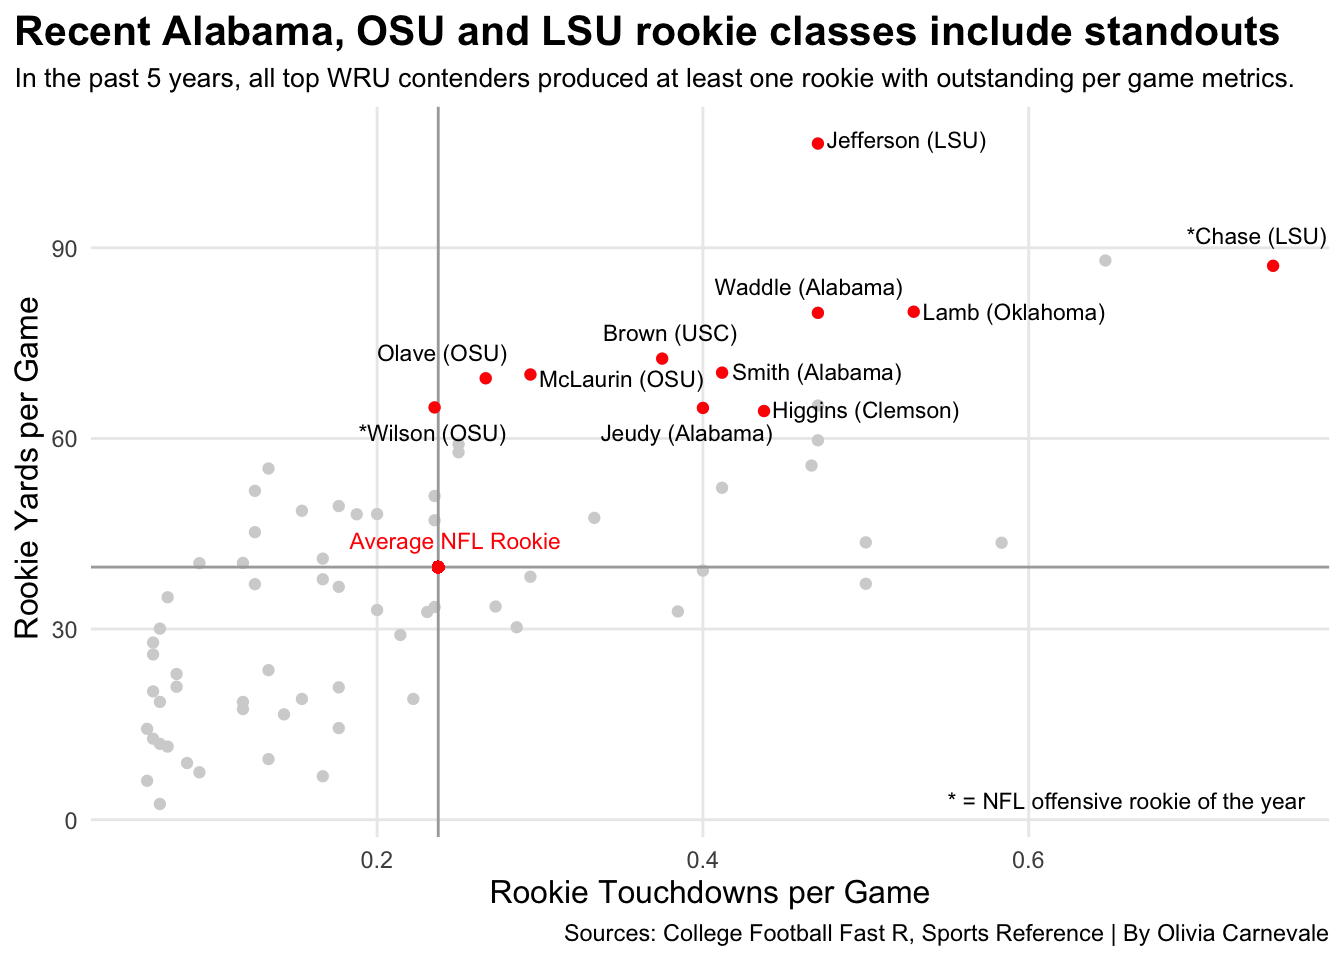 Recent Alabama, OSU and LSU rookie classes include standouts
In the past 5 years, all top WRU contenders produced at least one rookie with outstanding per game metrics.
Jefferson (LSU)
*Chase (LSU)
90
Waddle (Alabama)
Lamb (Oklahoma)
Brown (USC)
Olave (OSU)
McLaurin (OSU)
Smith (Alabama)
Higgins (Clemson)
*Wilson (OSU)
Jeudy (Alabama)
60
Rookie Yards per Game
Average NFL Rookie
30
* = NFL offensive rookie of the year
0
0.2
0.4
0.6
Rookie Touchdowns per Game
Sources: College Football Fast R, Sports Reference | By Olivia Carnevale